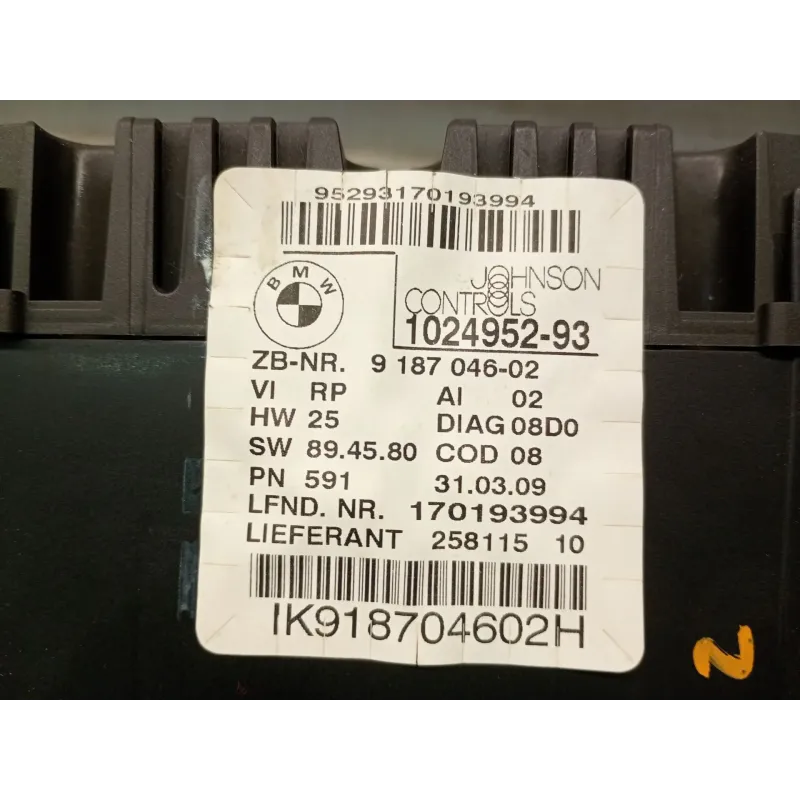 95293170193994
BMW
JOHNSON
CONTROLS
1024952-93
ZB-NR. 9 187 046-02
VI RP AI 02
HW 25 DIAG 08D0
SW 89.45.80 COD 08
PN 591 31.03.09
LFND. NR. 170193994
LIEFERANT 258115 10
IK918704602H
N